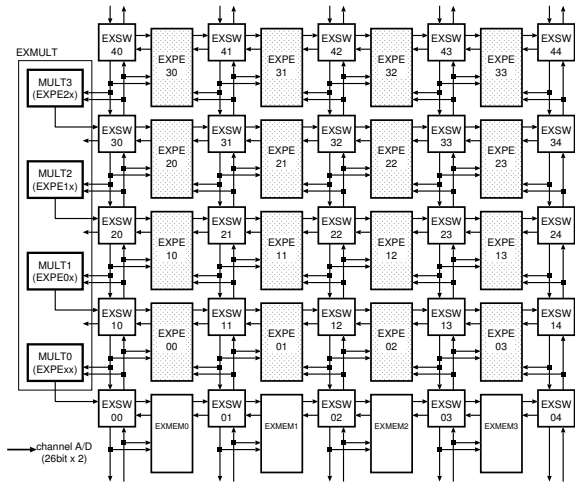 EXSW 40 EXPE 30 EXSW 41 EXPE 31 EXSW 42 EXPE 32 EXSW 43 EXPE 33 EXSW 44
EXMULT
MULT3
(EXPE2x)
EXSW 30 EXPE 20 EXSW 31 EXPE 21 EXSW 32 EXPE 22 EXSW 33 EXPE 23 EXSW 34
MULT2
(EXPE1x)
EXSW 20 EXPE 10 EXSW 21 EXPE 11 EXSW 22 EXPE 12 EXSW 23 EXPE 13 EXSW 24
MULT1
(EXPE0x)
EXSW 10 EXPE 00 EXSW 11 EXPE 01 EXSW 12 EXPE 02 EXSW 13 EXPE 03 EXSW 14
MULT0
(EXPExx)
EXSW 00 EXMEM0 EXSW 01 EXMEM1 EXSW 02 EXMEM2 EXSW 03 EXMEM3 EXSW 04
channel A/D
(26bit x 2)